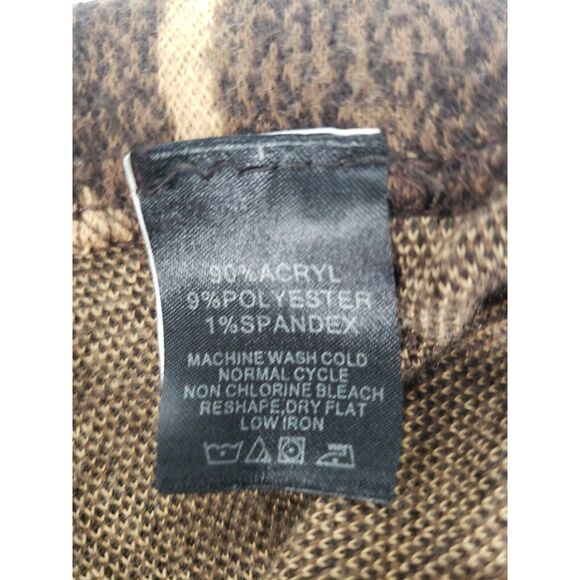 90%ACRYL
9%POLYESTER
1%SPANDEX
MACHINE WASH COLD
NORMAL CYCLE
NON CHLORINE BLEACH
RESHAPE,DRY FLAT
LOW IRON